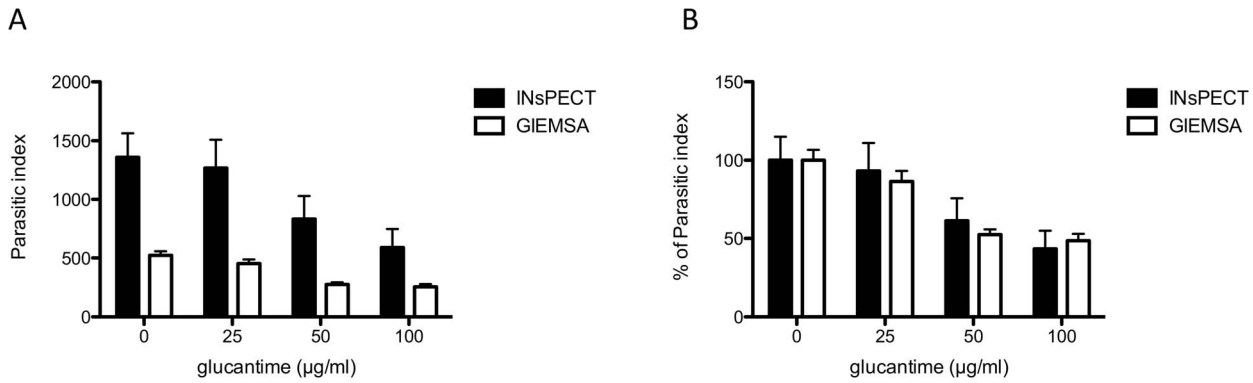 A
Parasitic index
2000
1500
1000
500
0
0 25 50 100
glucantime (µg/ml)
INsPECT
GIEMSA
B
% of Parasitic index
150
100
50
0
0 25 50 100
glucantime (µg/ml)
INsPECT
GIEMSA